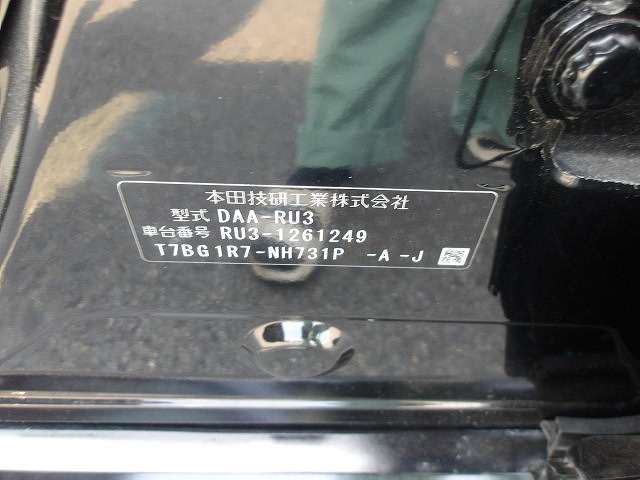 本田技研工業株式会社
型式 DAA-RU3
車台番号 RU3-1261249
T7BG1R7-NH731P -A -J